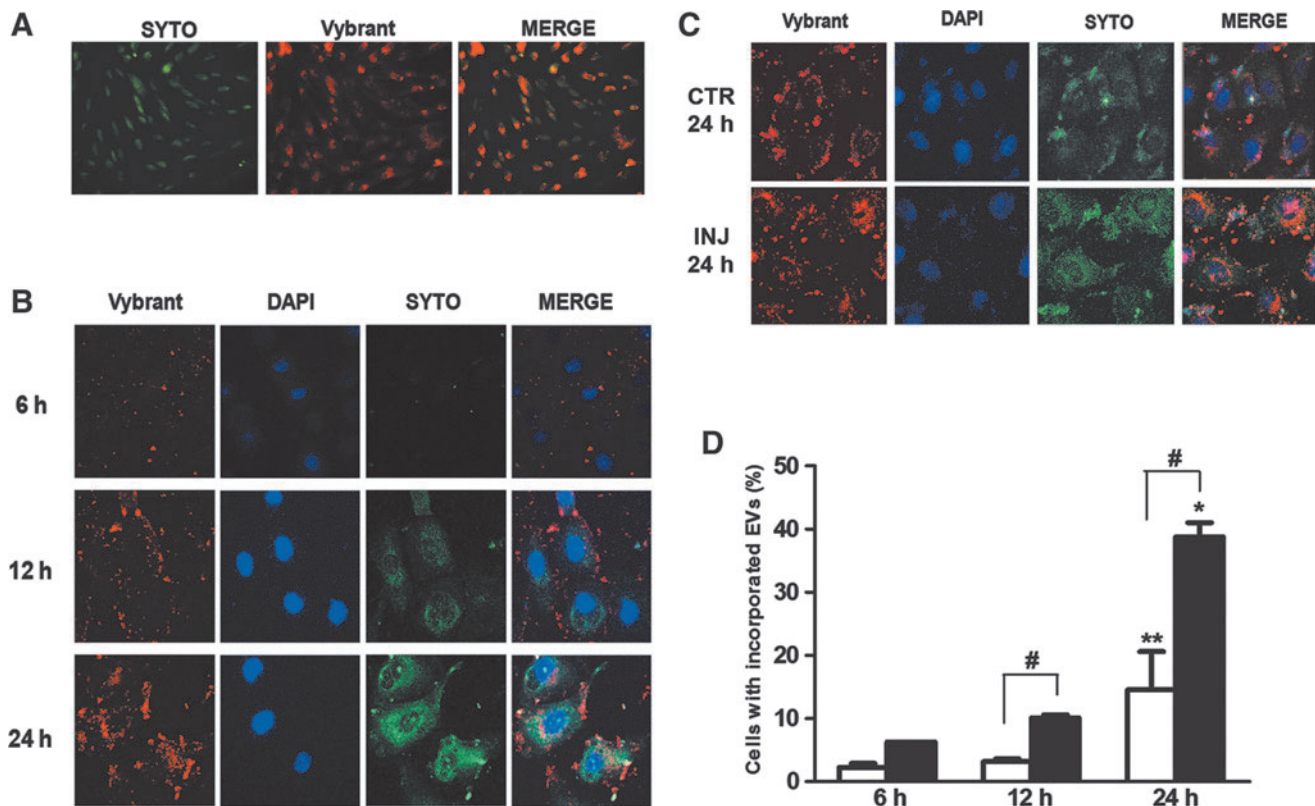 A
SYTO Vybrant MERGE
B
Vybrant DAPI SYTO MERGE
6 h
12 h
24 h
C
Vybrant DAPI SYTO MERGE
CTR
24 h
INJ
24 h
D
Cells with incorporated EVs (%)
50
40
30
20
10
0
#
#
**
*
6 h 12 h 24 h